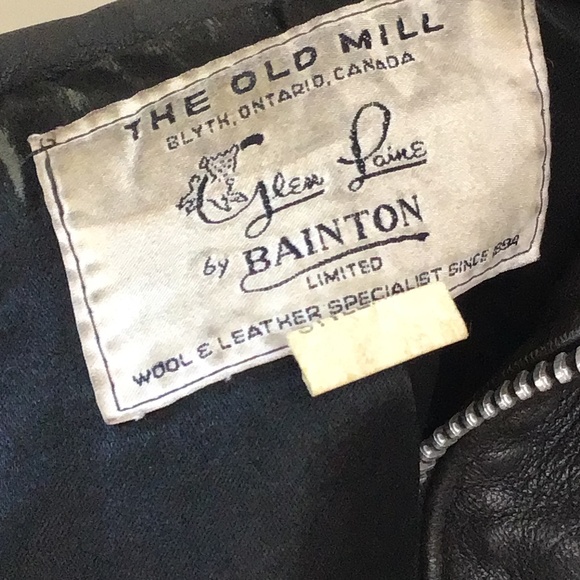 THE OLD MILL
BLYTH, ONTARIO, CANADA
Glen Laine
by BAINTON
LIMITED
WOOL & LEATHER SPECIALIST SINCE 1894